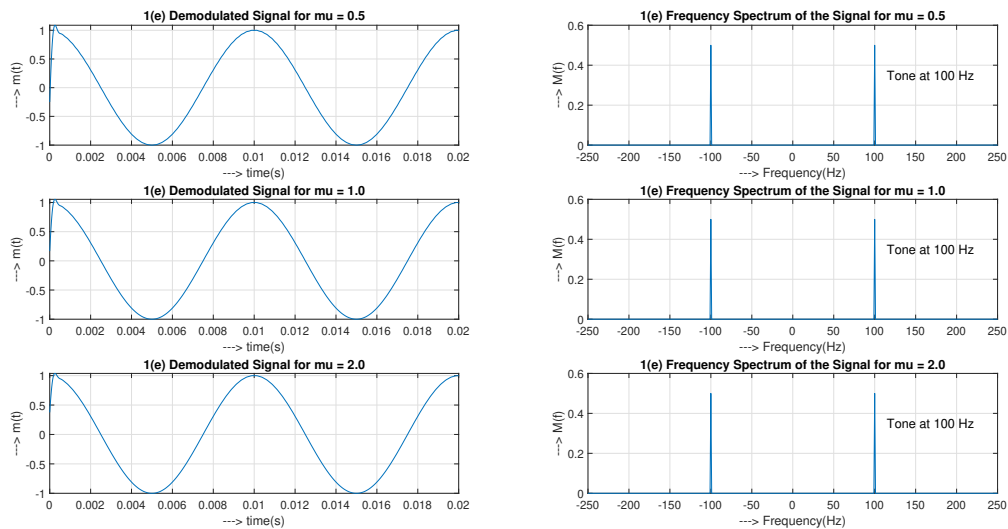 1(e) Demodulated Signal for mu = 0.5
---> m(t)
1
0.5
0
-0.5
-1
0 0.002 0.004 0.006 0.008 0.01 0.012 0.014 0.016 0.018 0.02
---> time(s)
1(e) Frequency Spectrum of the Signal for mu = 0.5
---> M(f)
0.6
0.4
0.2
0
Tone at 100 Hz
-250 -200 -150 -100 -50 0 50 100 150 200 250
---> Frequency(Hz)
1(e) Demodulated Signal for mu = 1.0
---> m(t)
1
0.5
0
-0.5
-1
0 0.002 0.004 0.006 0.008 0.01 0.012 0.014 0.016 0.018 0.02
---> time(s)
1(e) Frequency Spectrum of the Signal for mu = 1.0
---> M(f)
0.6
0.4
0.2
0
Tone at 100 Hz
-250 -200 -150 -100 -50 0 50 100 150 200 250
---> Frequency(Hz)
1(e) Demodulated Signal for mu = 2.0
---> m(t)
1
0.5
0
-0.5
-1
0 0.002 0.004 0.006 0.008 0.01 0.012 0.014 0.016 0.018 0.02
---> time(s)
1(e) Frequency Spectrum of the Signal for mu = 2.0
---> M(f)
0.6
0.4
0.2
0
Tone at 100 Hz
-250 -200 -150 -100 -50 0 50 100 150 200 250
---> Frequency(Hz)